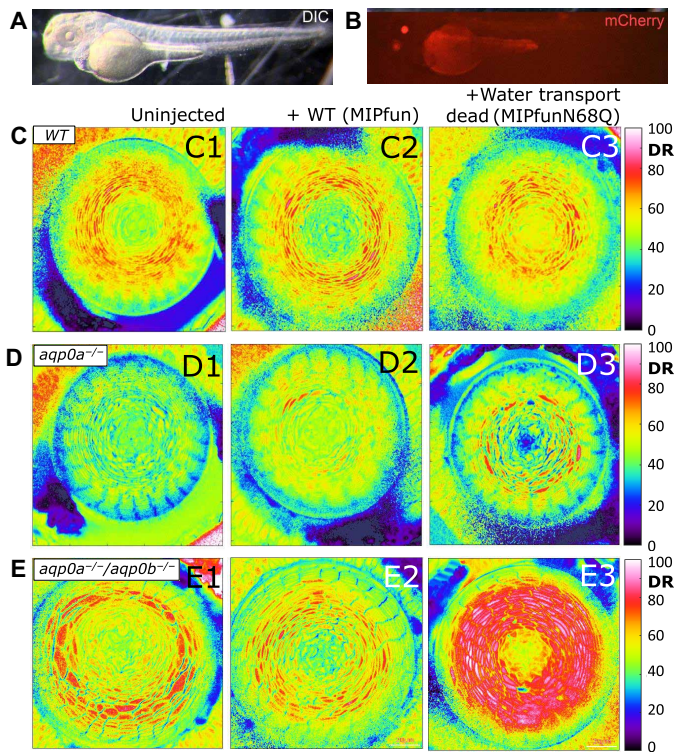 A
DIC
B
mCherry
Uninjected
+ WT (MIPfun)
+Water transport
dead (MIPfunN68Q)
C
WT
C1
C2
C3
100
DR
80
60
40
20
0
D
aqp0a⁻/⁻
D1
D2
D3
100
DR
80
60
40
20
0
E
aqp0a⁻/⁻/aqp0b⁻/⁻
E1
E2
E3
100
DR
80
60
40
20
0